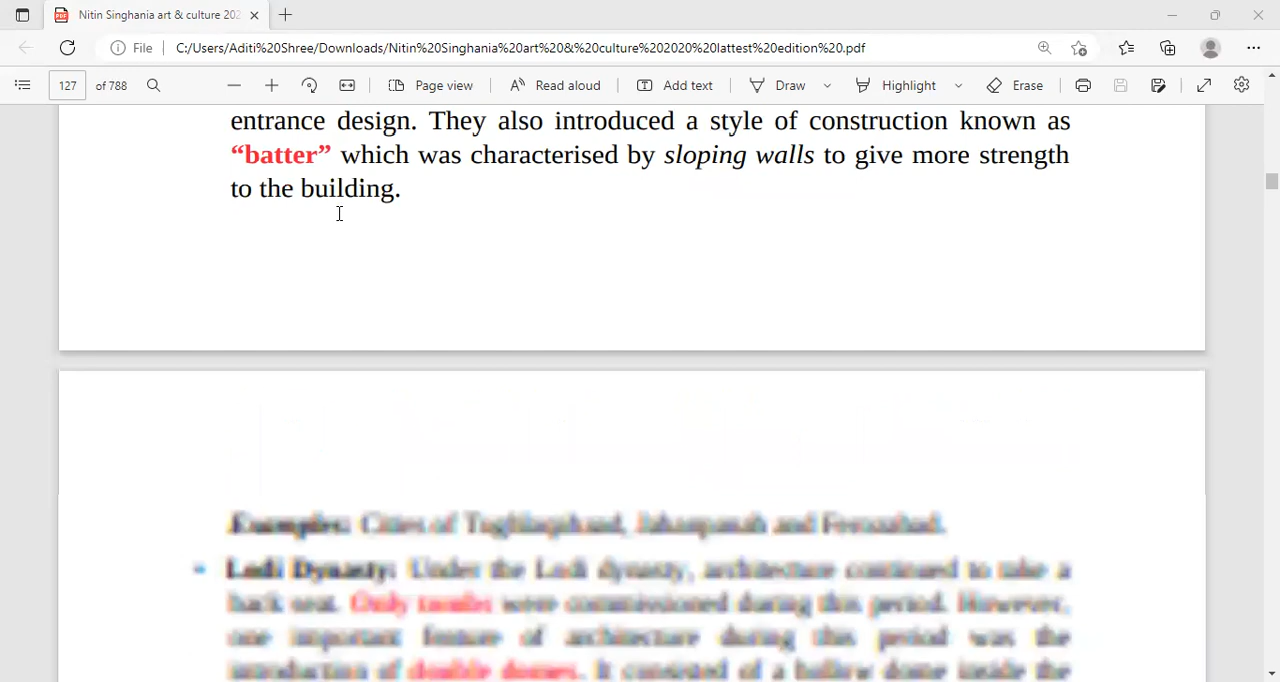 Nitin Singhania art & culture 202
File
C:/Users/Aditi%20Shree/Downloads/Nitin%20Singhania%20art%20&%20culture%202020%20lattest%20edition%20.pdf
127 of 788
Page view
Read aloud
Add text
Draw
Highlight
Erase
entrance design. They also introduced a style of construction known as
“batter” which was characterised by sloping walls to give more strength
to the building.
Examples: Cities of Tughlaqabad, Jahanpanah and Ferozabad.
Lodi Dynasty: Under the Lodi dynasty, architecture continued to take a
back seat. Only tombs were commissioned during this period. However,
one important feature of architecture during this period was the
introduction of double domes. It consisted of a hollow dome inside the